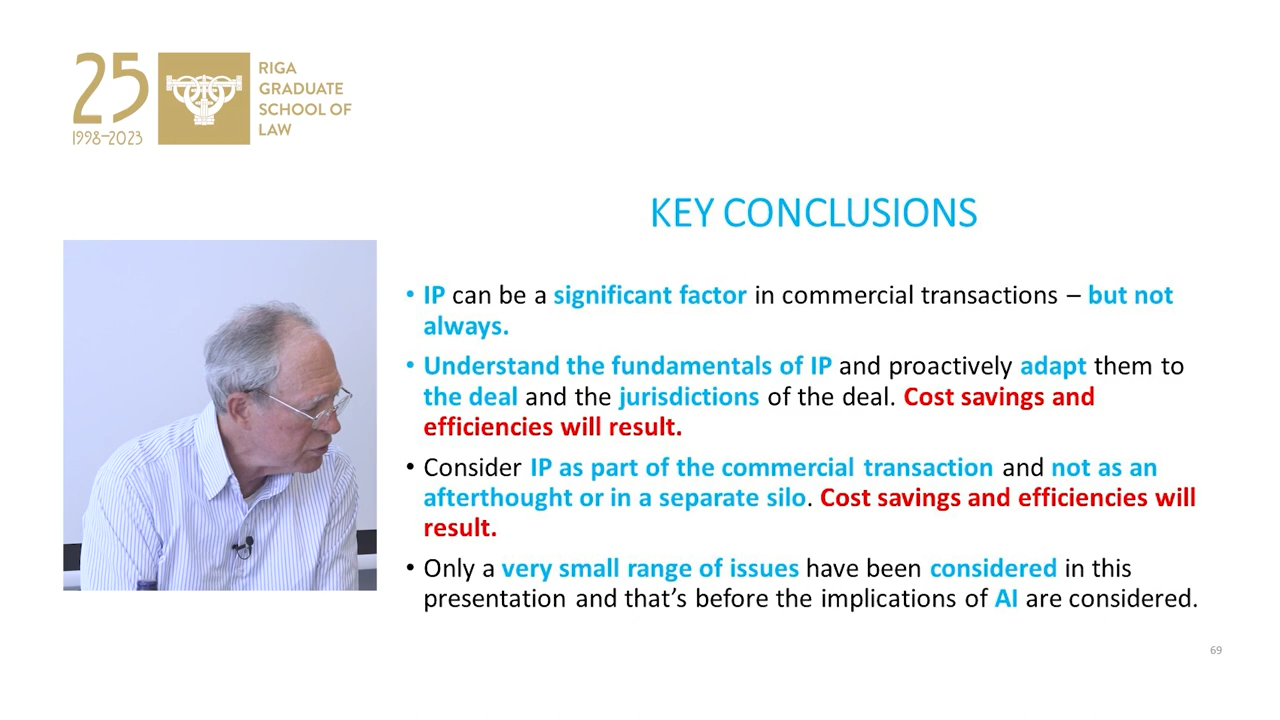 25
1998–2023
RIGA
GRADUATE
SCHOOL OF
LAW
KEY CONCLUSIONS
• IP can be a significant factor in commercial transactions – but not
always.
• Understand the fundamentals of IP and proactively adapt them to
the deal and the jurisdictions of the deal. Cost savings and
efficiencies will result.
• Consider IP as part of the commercial transaction and not as an
afterthought or in a separate silo. Cost savings and efficiencies will
result.
• Only a very small range of issues have been considered in this
presentation and that’s before the implications of AI are considered.
69